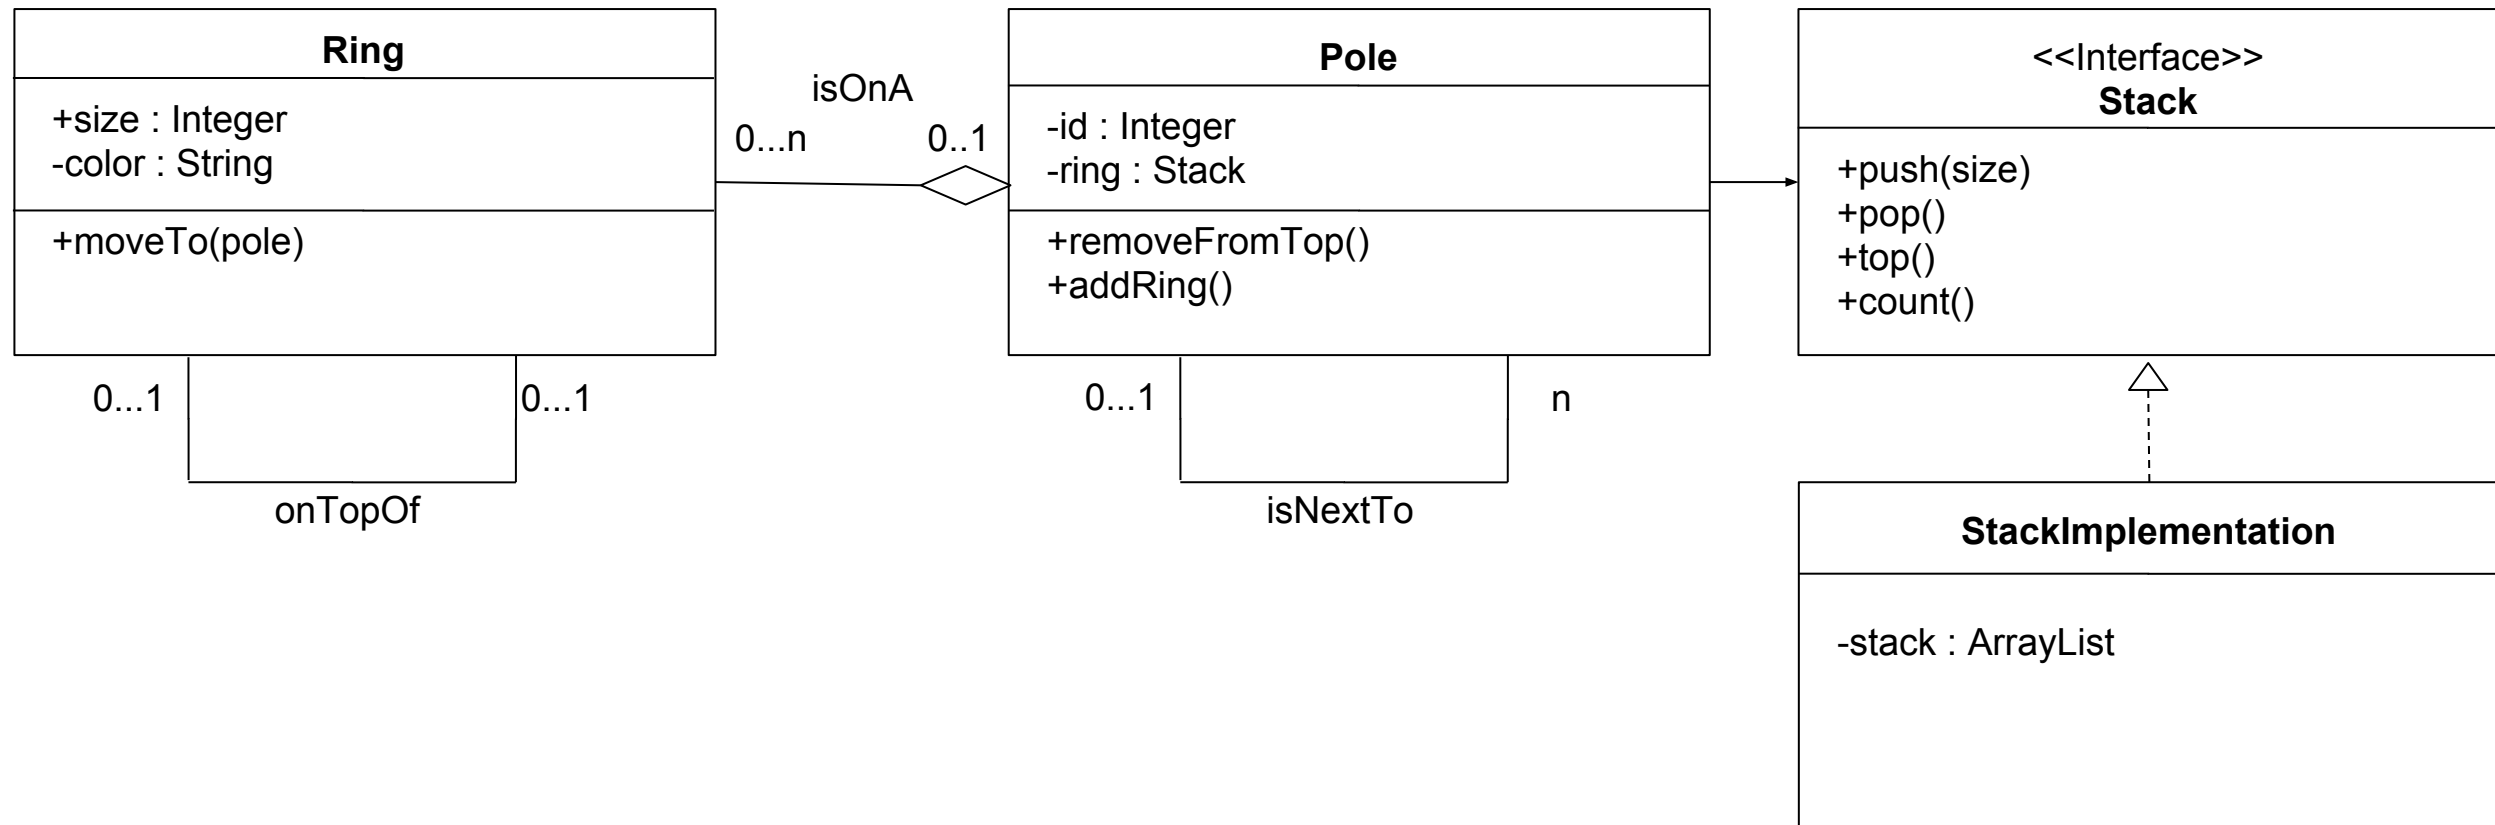 Ring
+size : Integer
-color : String
+moveTo(pole)
isOnA
0...n
0..1
Pole
-id : Integer
-ring : Stack
+removeFromTop()
+addRing()
<<Interface>>
Stack
+push(size)
+pop()
+top()
+count()
0...1
0...1
onTopOf
0...1
n
isNextTo
StackImplementation
-stack : ArrayList